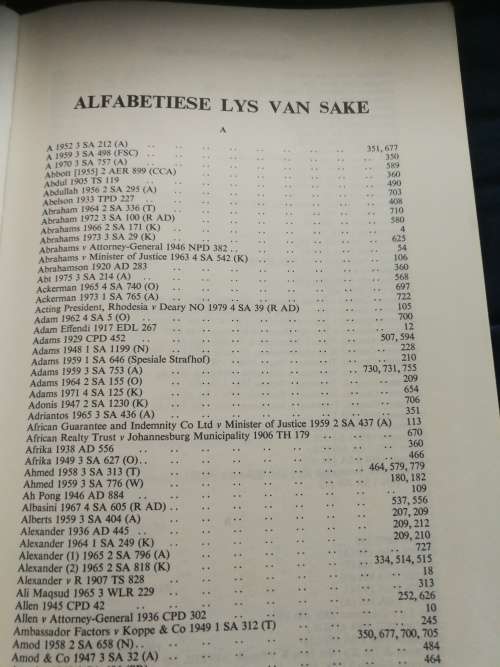 ALFABETIESE LYS VAN SAKE
A
A 1952 3 SA 212 (A) .. .. .. .. .. .. .. 351, 677
A 1959 3 SA 498 (FSC) .. .. .. .. .. .. .. 350
A 1970 3 SA 757 (A) .. .. .. .. .. .. .. 589
Abbott [1955] 2 AER 899 (CCA) .. .. .. .. .. .. 360
Abdul 1905 TS 119 .. .. .. .. .. .. .. 490
Abdullah 1956 2 SA 295 (A) .. .. .. .. .. .. 703
Abelson 1933 TPD 227 .. .. .. .. .. .. .. 408
Abraham 1964 2 SA 336 (T) .. .. .. .. .. .. 710
Abraham 1972 3 SA 100 (R AD) .. .. .. .. .. .. 580
Abrahams 1966 2 SA 171 (K) .. .. .. .. .. .. 4
Abrahams 1973 3 SA 29 (K) .. .. .. .. .. .. 625
Abrahams v Attorney-General 1946 NPD 382 .. .. .. .. .. 54
Abrahams v Minister of Justice 1963 4 SA 542 (K) .. .. .. .. 106
Abrahamson 1920 AD 283 .. .. .. .. .. .. .. 360
Abt 1975 3 SA 214 (A) .. .. .. .. .. .. .. 568
Ackerman 1965 4 SA 740 (O) .. .. .. .. .. .. 697
Ackerman 1973 1 SA 765 (A) .. .. .. .. .. .. 722
Acting President, Rhodesia v Deary NO 1979 4 SA 39 (R AD) .. .. .. 105
Adam 1962 4 SA 5 (O) .. .. .. .. .. .. .. 700
Adam Effendi 1917 EDL 267 .. .. .. .. .. .. 12
Adams 1929 CPD 452 .. .. .. .. .. .. .. 507, 594
Adams 1948 1 SA 1199 (N) .. .. .. .. .. .. 228
Adams 1959 1 SA 646 (Spesiale Strafhof) .. .. .. .. .. 210
Adams 1959 3 SA 753 (A) .. .. .. .. .. .. 730, 731, 755
Adams 1964 2 SA 155 (O) .. .. .. .. .. .. 209
Adams 1971 4 SA 125 (K) .. .. .. .. .. .. 654
Adonis 1947 2 SA 1230 (K) .. .. .. .. .. .. 706
Adriantos 1965 3 SA 436 (A) .. .. .. .. .. .. 351
African Guarantee and Indemnity Co Ltd v Minister of Justice 1959 2 SA 437 (A) 113
African Realty Trust v Johannesburg Municipality 1906 TH 179 .. .. .. 670
Afrika 1938 AD 556 .. .. .. .. .. .. .. 360
Afrika 1949 3 SA 627 (O) .. .. .. .. .. .. .. 466
Ahmed 1958 3 SA 313 (T) .. .. .. .. .. .. 464, 579, 779
Ahmed 1959 3 SA 776 (W) .. .. .. .. .. .. 180, 182
Ah Pong 1946 AD 884 .. .. .. .. .. .. .. 109
Albasini 1967 4 SA 605 (R AD) .. .. .. .. .. .. 537, 556
Alberts 1959 3 SA 404 (A) .. .. .. .. .. .. 207, 209
Alexander 1936 AD 445 .. .. .. .. .. .. .. 209, 212
Alexander 1964 1 SA 249 (K) .. .. .. .. .. .. 209, 210
Alexander (1) 1965 2 SA 796 (A) .. .. .. .. .. .. 727
Alexander (2) 1965 2 SA 818 (K) .. .. .. .. .. 334, 514, 515
Alexander v R 1907 TS 828 .. .. .. .. .. .. 18
Ali Maqsud 1965 3 WLR 229 .. .. .. .. .. .. 313
Allen 1945 CPD 42 .. .. .. .. .. .. .. 252, 626
Allen v Attorney-General 1936 CPD 302 .. .. .. .. .. 10
Ambassador Factors v Koppe & Co 1949 1 SA 312 (T) .. .. .. .. 245
Amod 1958 2 SA 658 (N) .. .. .. .. .. .. 350, 677, 700, 705
Amod & Co 1947 3 SA 32 (A) .. .. .. .. .. .. 484
464